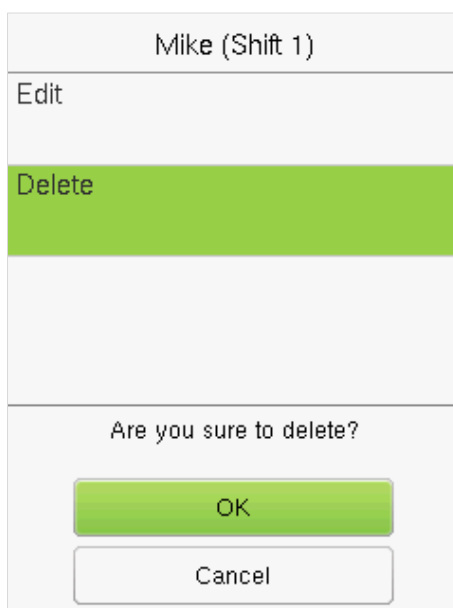 Mike (Shift 1)
Edit
Delete
Are you sure to delete?
OK
Cancel